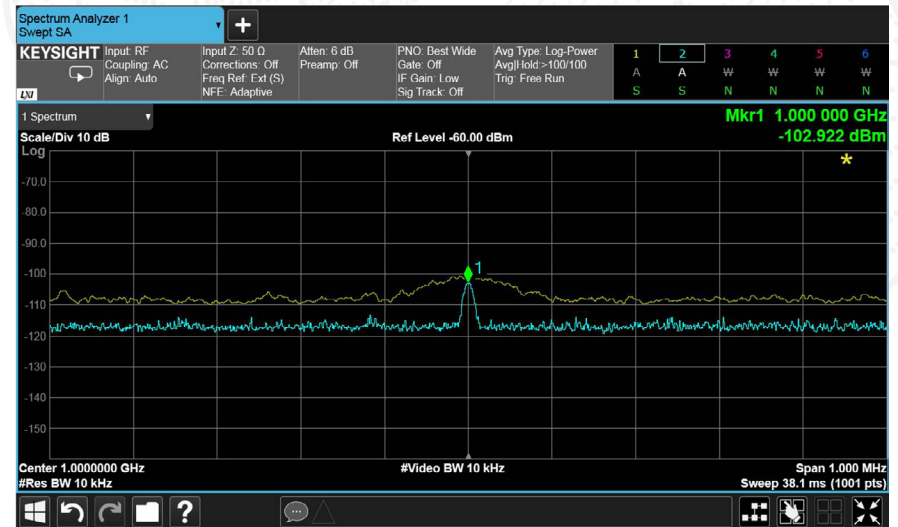 Spectrum Analyzer 1
Swept SA
+
KEYSIGHT
LXI
Input: RF
Coupling: AC
Align: Auto
Input Z: 50 Ω
Corrections: Off
Freq Ref: Ext (S)
NFE: Adaptive
Atten: 6 dB
Preamp: Off
PNO: Best Wide
Gate: Off
IF Gain: Low
Sig Track: Off
Avg Type: Log-Power
Avg|Hold:>100/100
Trig: Free Run
1 2 3 4 5 6
A A W W W W
S S N N N N
1 Spectrum
Mkr1 1.000 000 GHz
-102.922 dBm
Scale/Div 10 dB
Ref Level -60.00 dBm
Log
*
-70.0
-80.0
-90.0
-100
1
-110
-120
-130
-140
-150
Center 1.0000000 GHz
#Video BW 10 kHz
Span 1.000 MHz
#Res BW 10 kHz
Sweep 38.1 ms (1001 pts)
?